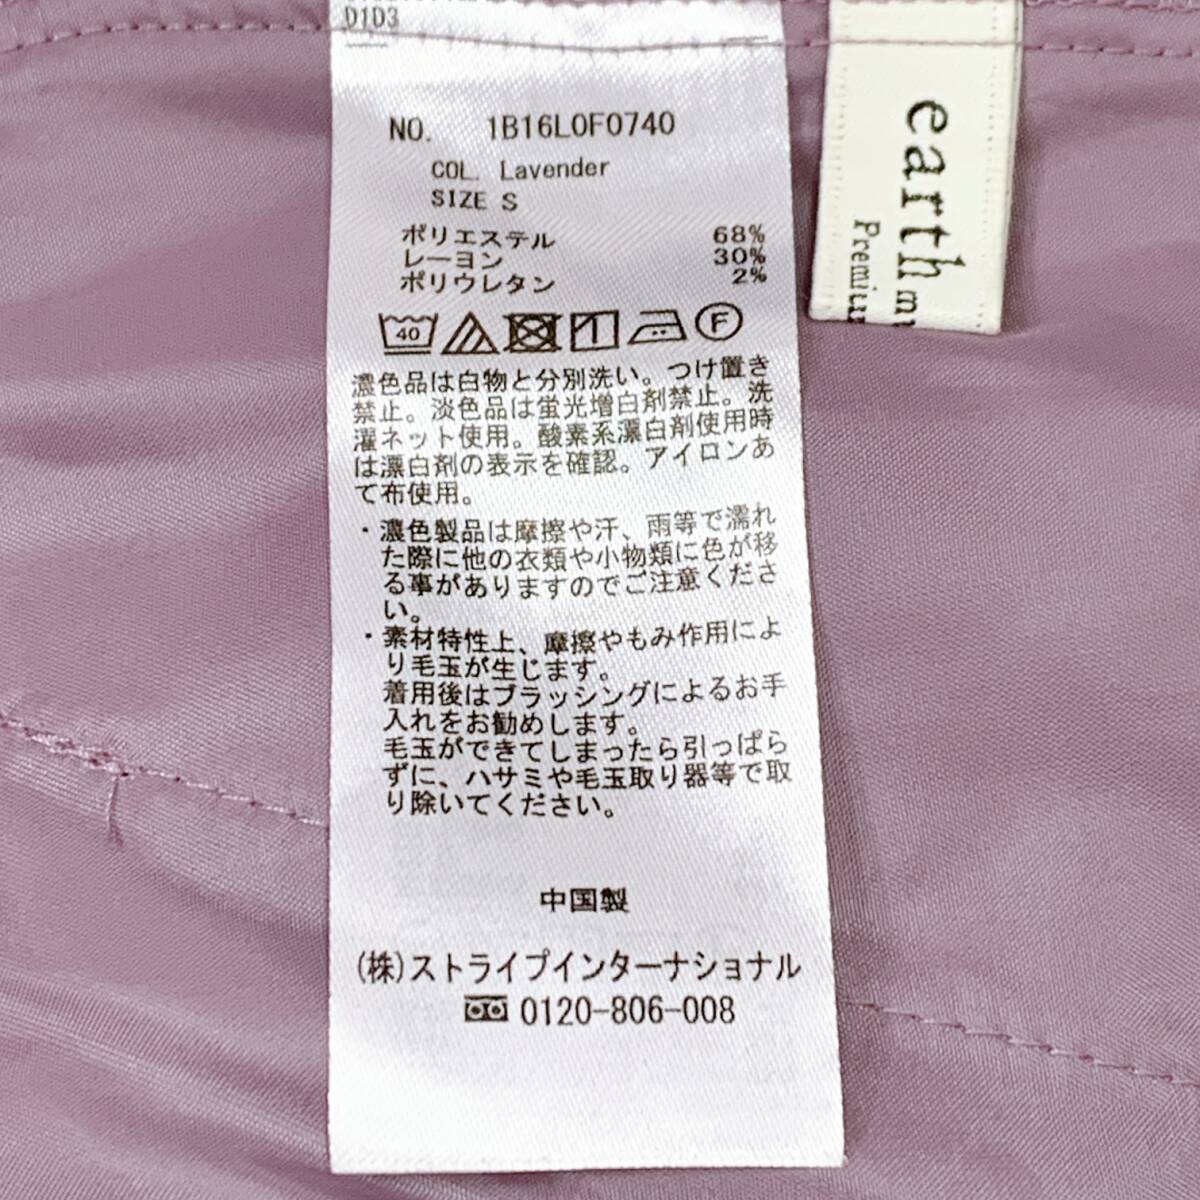 D1D3
NO. 1B16L0F0740
COL. Lavender
SIZE S
ポリエステル 68%
レーヨン 30%
ポリウレタン 2%
40
F
濃色品は白物と分別洗い。つけ置き
禁止。淡色品は蛍光増白剤禁止。洗
濯ネット使用。酸素系漂白剤使用時
は漂白剤の表示を確認。アイロンあ
て布使用。
・濃色製品は摩擦や汗、雨等で濡れ
た際に他の衣類や小物類に色が移
る事がありますのでご注意くださ
い。
・素材特性上、摩擦やもみ作用によ
り毛玉が生じます。
着用後はブラッシングによるお手
入れをお勧めします。
毛玉ができてしまったら引っぱら
ずに、ハサミや毛玉取り器等で取
り除いてください。
中国製
(株)ストライプインターナショナル
0120-806-008
earth